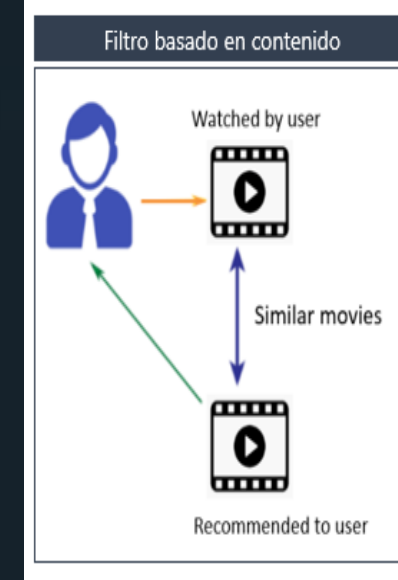 Filtro basado en contenido
Watched by user
Similar movies
Recommended to user